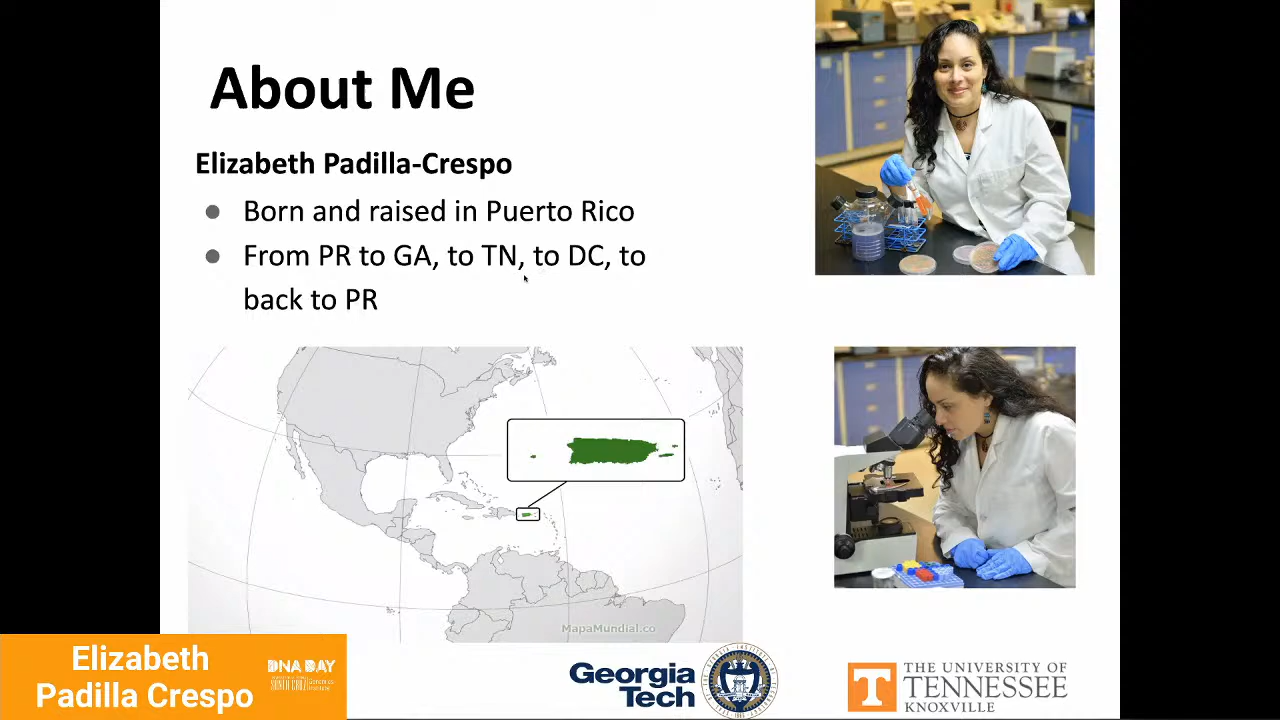 About Me
Elizabeth Padilla-Crespo
● Born and raised in Puerto Rico
● From PR to GA, to TN, to DC, to
back to PR
MapaMundial.co
Elizabeth
Padilla Crespo
DNA DAY
Georgia
Tech
T
THE UNIVERSITY OF
TENNESSEE
KNOXVILLE